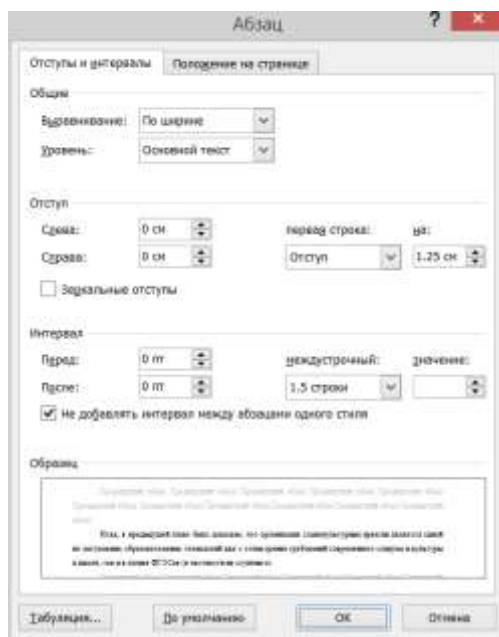 Абзац ?
Отступы и интервалы Положение на странице
Общие
Выравнивание: По ширине
Уровень: Основной текст
Отступ
Слева: 0 см первая строка: на:
Справа: 0 см Отступ 1.25 см
Зеркальные отступы
Интервал
Перед: 0 пт междустрочный: значение:
После: 0 пт 1,5 строки
Не добавлять интервал между абзацами одного стиля
Образец
Табуляция... По умолчанию ОК Отмена